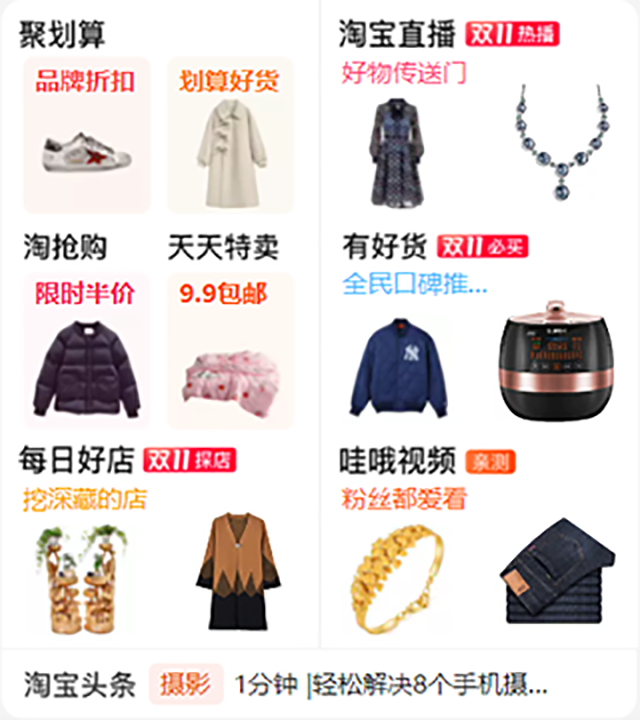 聚划算
品牌折扣 划算好货
淘宝直播 双11 热播
好物传送门
淘抢购 天天特卖
限时半价 9.9包邮
有好货 双11 必买
全民口碑推...
NY
每日好店 双11 探店
挖深藏的店
哇哦视频 亲测
粉丝都爱看
淘宝头条 摄影 1分钟 |轻松解决8个手机摄...